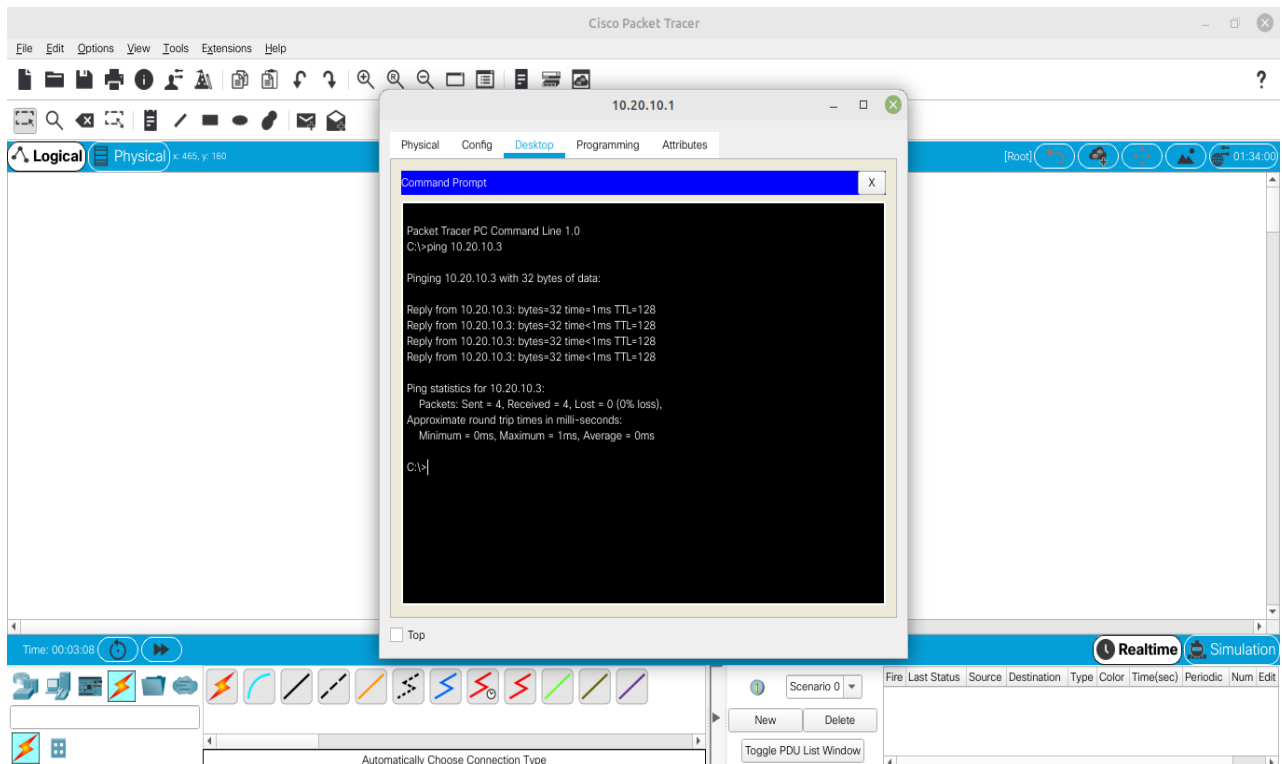 Cisco Packet Tracer
File Edit Options View Tools Extensions Help
?
10.20.10.1
Physical Config Desktop Programming Attributes
Logical Physical x: 465, y: 160
[Root] 01:34:00
Command Prompt X
Packet Tracer PC Command Line 1.0
C:\>ping 10.20.10.3
Pinging 10.20.10.3 with 32 bytes of data:
Reply from 10.20.10.3: bytes=32 time=1ms TTL=128
Reply from 10.20.10.3: bytes=32 time<1ms TTL=128
Reply from 10.20.10.3: bytes=32 time<1ms TTL=128
Reply from 10.20.10.3: bytes=32 time<1ms TTL=128
Ping statistics for 10.20.10.3:
Packets: Sent = 4, Received = 4, Lost = 0 (0% loss),
Approximate round trip times in milli-seconds:
Minimum = 0ms, Maximum = 1ms, Average = 0ms
C:\>
Top
Time: 00:03:08
Realtime Simulation
Scenario 0
Fire Last Status Source Destination Type Color Time(sec) Periodic Num Edit
New Delete
Toggle PDU List Window
Automatically Choose Connection Type